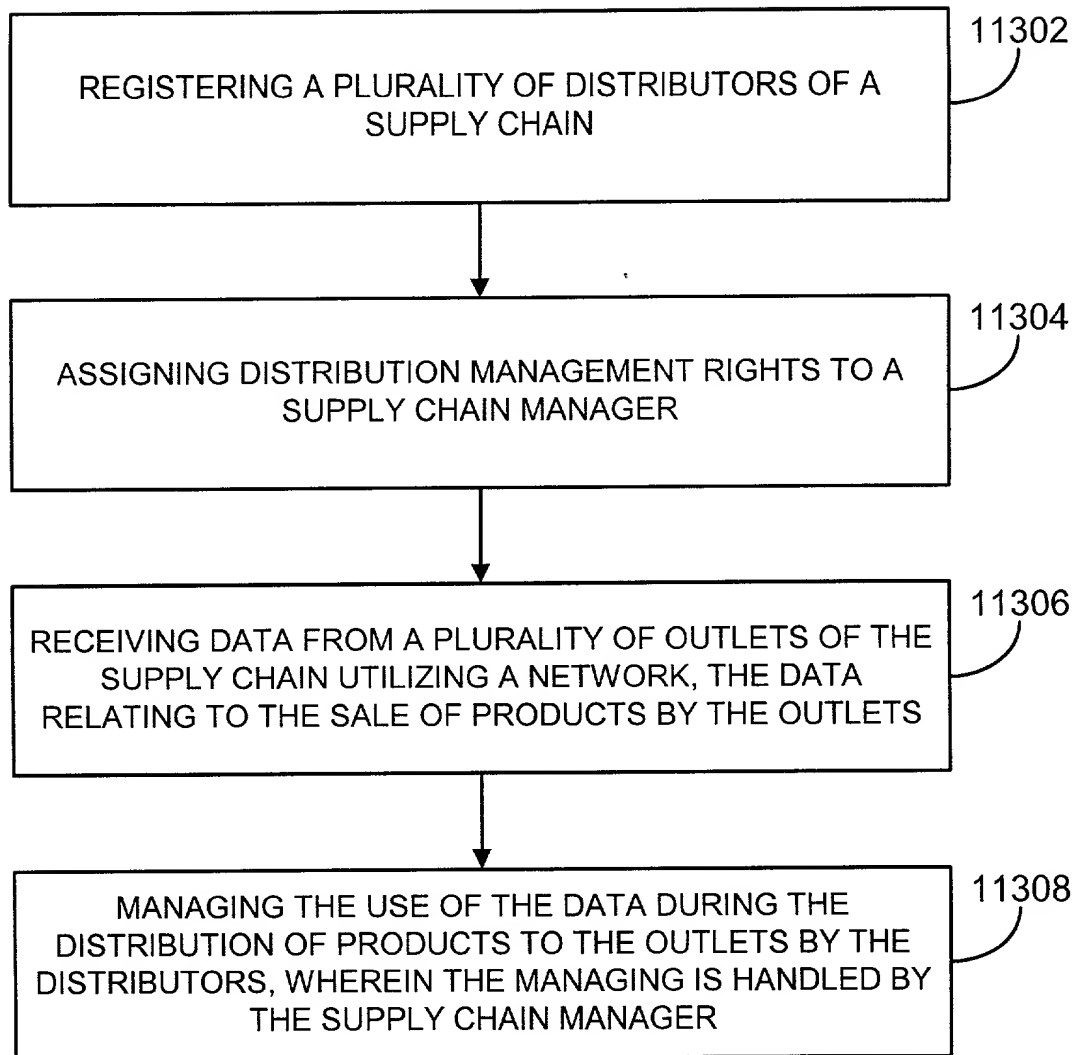 11302
REGISTERING A PLURALITY OF DISTRIBUTORS OF A
SUPPLY CHAIN
11304
ASSIGNING DISTRIBUTION MANAGEMENT RIGHTS TO A
SUPPLY CHAIN MANAGER
11306
RECEIVING DATA FROM A PLURALITY OF OUTLETS OF THE
SUPPLY CHAIN UTILIZING A NETWORK, THE DATA
RELATING TO THE SALE OF PRODUCTS BY THE OUTLETS
11308
MANAGING THE USE OF THE DATA DURING THE
DISTRIBUTION OF PRODUCTS TO THE OUTLETS BY THE
DISTRIBUTORS, WHEREIN THE MANAGING IS HANDLED BY
THE SUPPLY CHAIN MANAGER